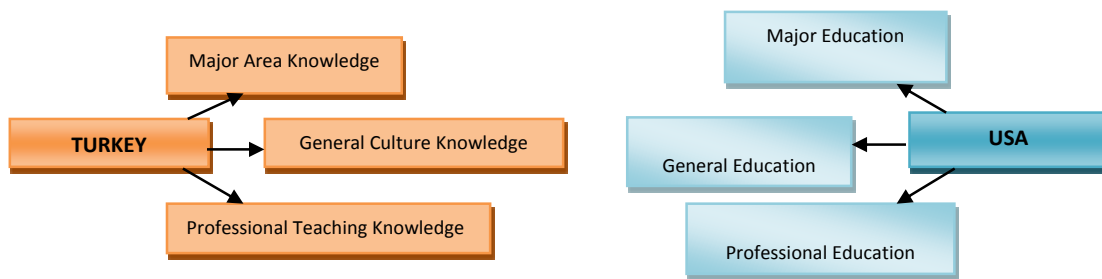 Major Area Knowledge
TURKEY
General Culture Knowledge
Professional Teaching Knowledge
Major Education
USA
General Education
Professional Education